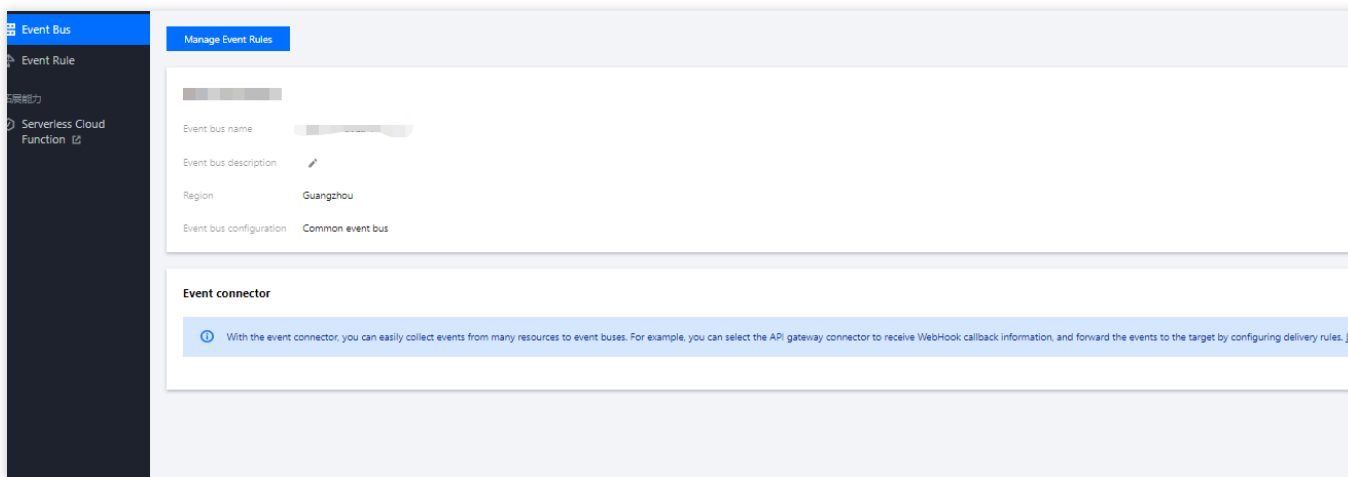 Event Bus
Event Rule
拓展能力
Serverless Cloud
Function
Manage Event Rules
Event bus name
Event bus description
Region
Guangzhou
Event bus configuration
Common event bus
Event connector
With the event connector, you can easily collect events from many resources to event buses. For example, you can select the API gateway connector to receive WebHook callback information, and forward the events to the target by configuring delivery rules.